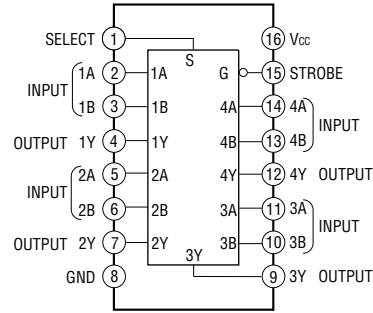 SELECT 1 S 16 Vcc
INPUT 1A 2 1A G 15 STROBE
1B 3 1B 4A 14 4A INPUT
OUTPUT 1Y 4 1Y 4B 13 4B
INPUT 2A 5 2A 4Y 12 4Y OUTPUT
2B 6 2B 3A 11 3A INPUT
OUTPUT 2Y 7 2Y 3B 10 3B
GND 8 3Y 9 3Y OUTPUT